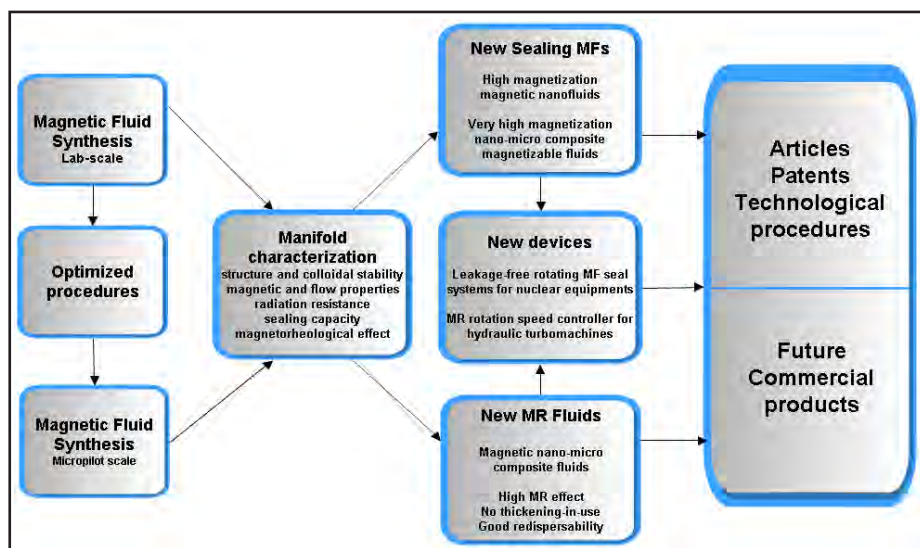 Magnetic Fluid
Synthesis
Lab-scale
Optimized
procedures
Magnetic Fluid
Synthesis
Micropilot scale
Manifold
characterization
structure and colloidal stability
magnetic and flow properties
radiation resistance
sealing capacity
magnetorheological effect
New Sealing MFs
High magnetization
magnetic nanofluids
Very high magnetization
nano-micro composite
magnetizable fluids
New devices
Leakage-free rotating MF seal
systems for nuclear equipments
MR rotation speed controller for
hydraulic turbomachines
New MR Fluids
Magnetic nano-micro
composite fluids
High MR effect
No thickening-in-use
Good redispersability
Articles
Patents
Technological
procedures
Future
Commercial
products